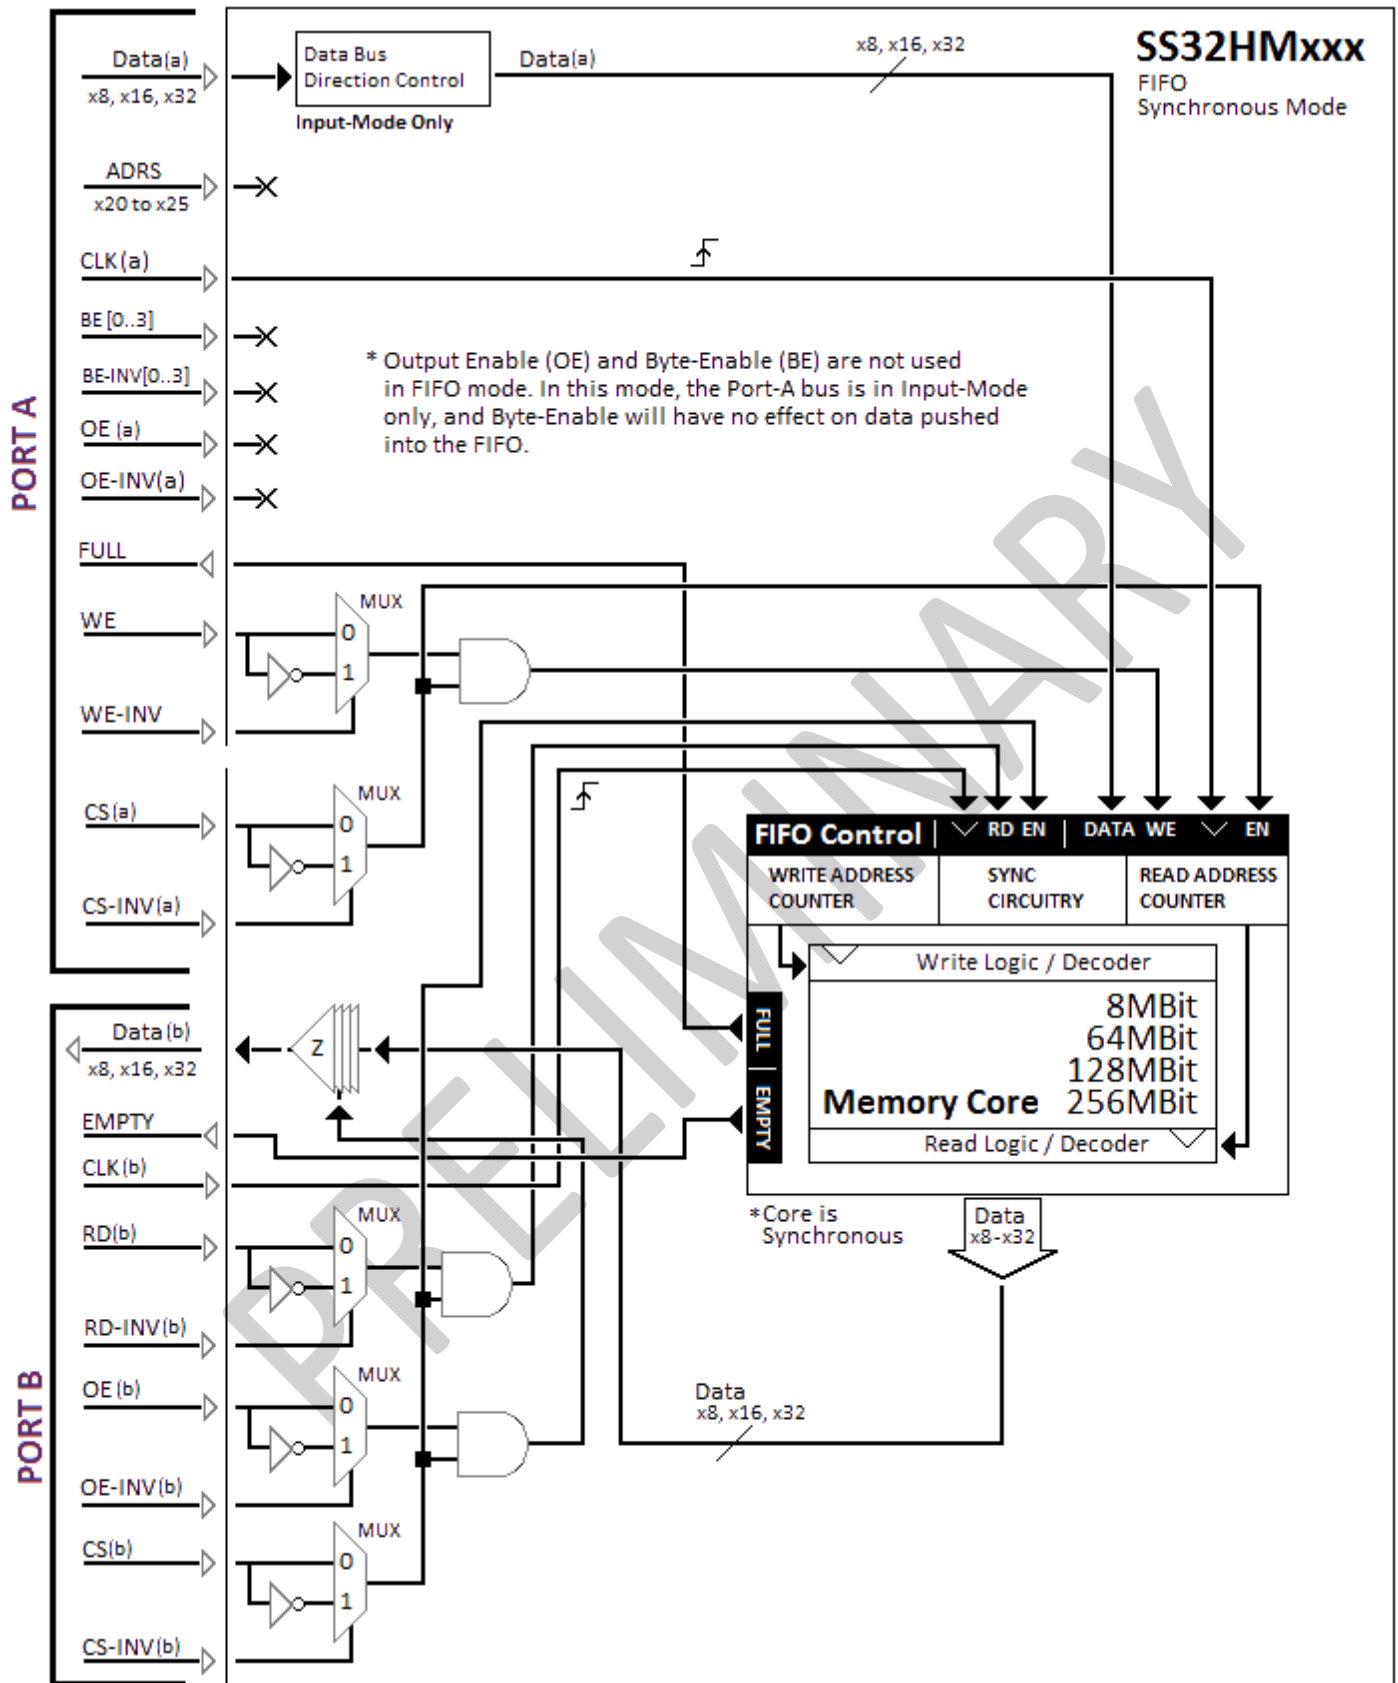 SS32HMxxx
FIFO
Synchronous Mode
PORT A
Data(a)
x8, x16, x32
Data Bus
Direction Control
Input-Mode Only
Data(a)
x8, x16, x32
ADRS
x20 to x25
CLK(a)
BE[0..3]
BE-INV[0..3]
OE(a)
OE-INV(a)
* Output Enable (OE) and Byte-Enable (BE) are not used
in FIFO mode. In this mode, the Port-A bus is in Input-Mode
only, and Byte-Enable will have no effect on data pushed
into the FIFO.
FULL
WE
MUX
0
1
WE-INV
CS(a)
MUX
0
1
CS-INV(a)
FIFO Control
RD EN
DATA WE
EN
WRITE ADDRESS
COUNTER
SYNC
CIRCUITRY
READ ADDRESS
COUNTER
Write Logic / Decoder
8MBit
64MBit
128MBit
Memory Core 256MBit
Read Logic / Decoder
FULL
EMPTY
*Core is
Synchronous
Data
x8-x32
PORT B
Data(b)
x8, x16, x32
Z
EMPTY
CLK(b)
RD(b)
MUX
0
1
RD-INV(b)
OE(b)
MUX
0
1
OE-INV(b)
Data
x8, x16, x32
CS(b)
MUX
0
1
CS-INV(b)
PRELIMINARY